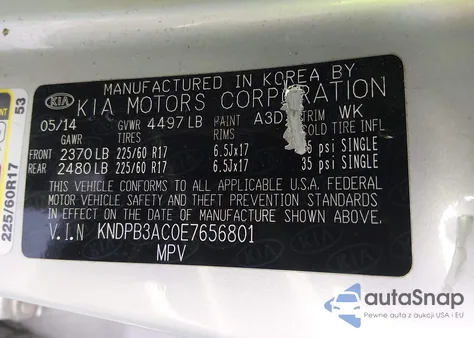 MANUFACTURED IN KOREA BY
KIA KIA MOTORS CORPORATION
05/14 GVWR 4497 LB PAINT A3D TRIM WK
GAWR TIRES RIMS COLD TIRE INFL
FRONT 2370 LB 225/60 R17 6.5Jx17 psi SINGLE
REAR 2480 LB 225/60 R17 6.5Jx17 35 psi SINGLE
THIS VEHICLE CONFORMS TO ALL APPLICABLE U.S.A. FEDERAL
MOTOR VEHICLE SAFETY AND THEFT PREVENTION STANDARDS
IN EFFECT ON THE DATE OF MANUFACTURE SHOWN ABOVE.
V.I.N KNDPB3AC0E7656801
MPV
225/60R17 53
autoSnap
Pewne auta z aukcji USA i EU